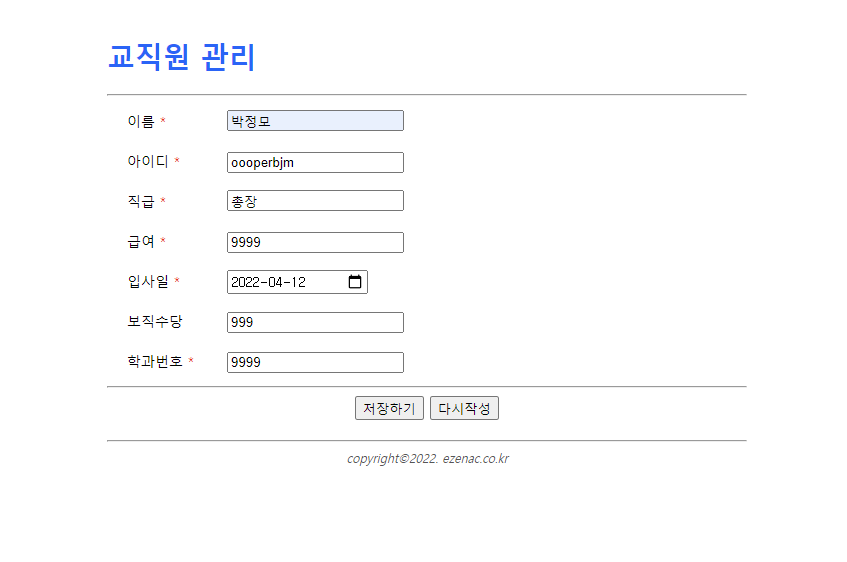 교직원 관리
이름 * 박정모
아이디 * oooperbjm
직급 * 총장
급여 * 9999
입사일 * 2022-04-12
보직수당 999
학과번호 * 9999
저장하기 다시작성
copyright©2022. ezenac.co.kr